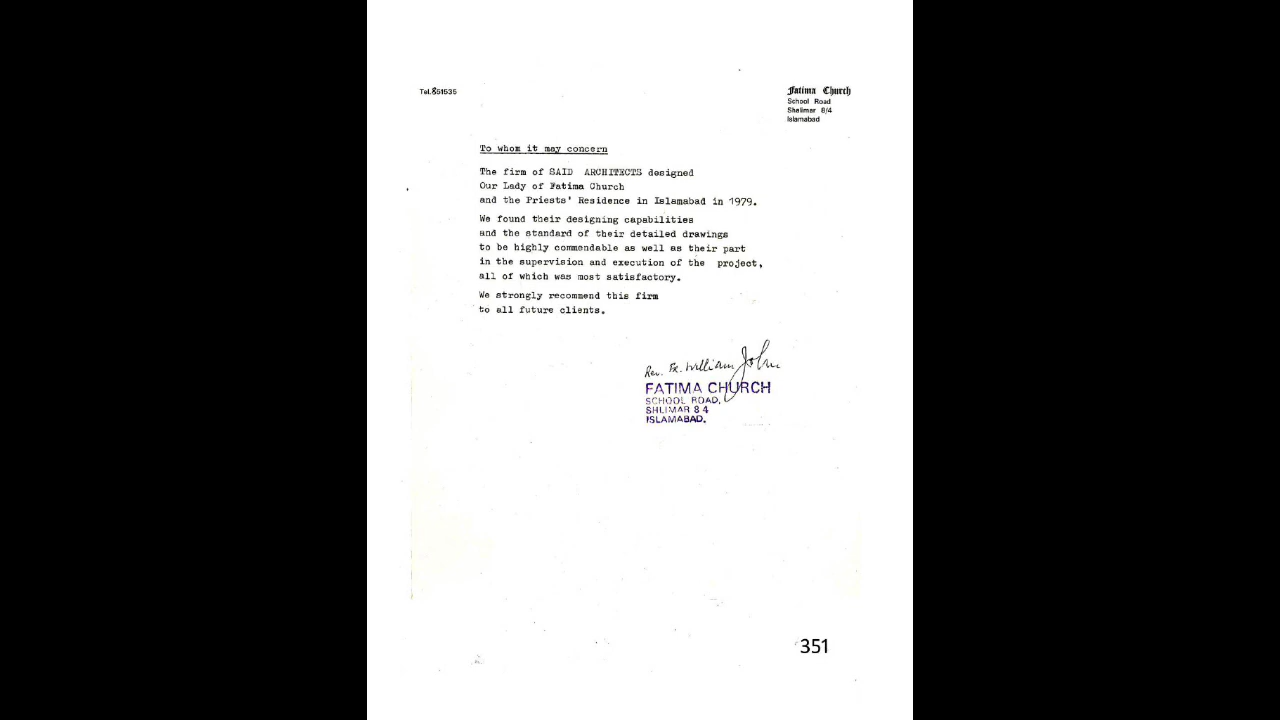 Tel.851535
Fatima Church
School Road
Shalimar 8/4
Islamabad
To whom it may concern
The firm of SAID ARCHITECTS designed
Our Lady of Fatima Church
and the Priests' Residence in Islamabad in 1979.
We found their designing capabilities
and the standard of their detailed drawings
to be highly commendable as well as their part
in the supervision and execution of the project,
all of which was most satisfactory.
We strongly recommend this firm
to all future clients.
Rev. Fr. William John
FATIMA CHURCH
SCHOOL ROAD,
SHLIMAR 8 4
ISLAMABAD.
351